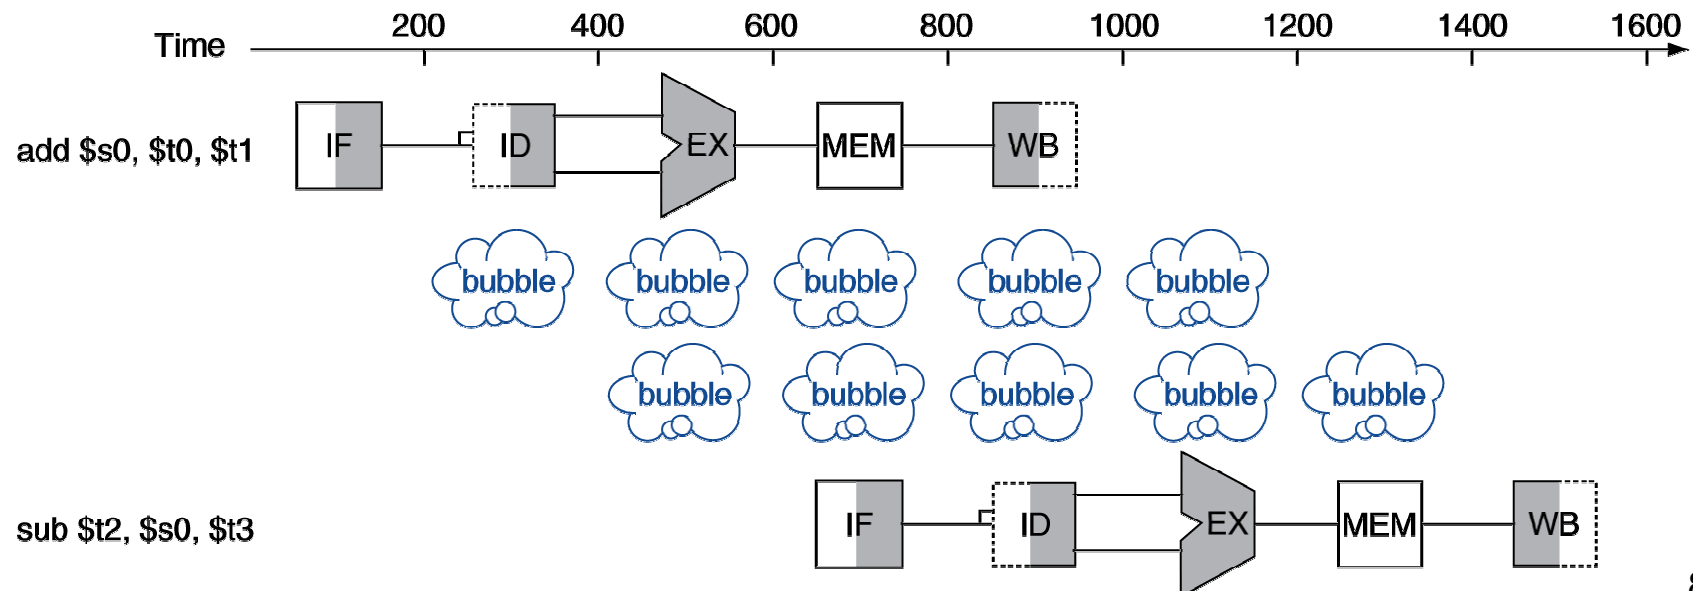 200 400 600 800 1000 1200 1400 1600
Time
add $s0, $t0, $t1 IF ID EX MEM WB
bubble bubble bubble bubble bubble
bubble bubble bubble bubble bubble
sub $t2, $s0, $t3 IF ID EX MEM WB